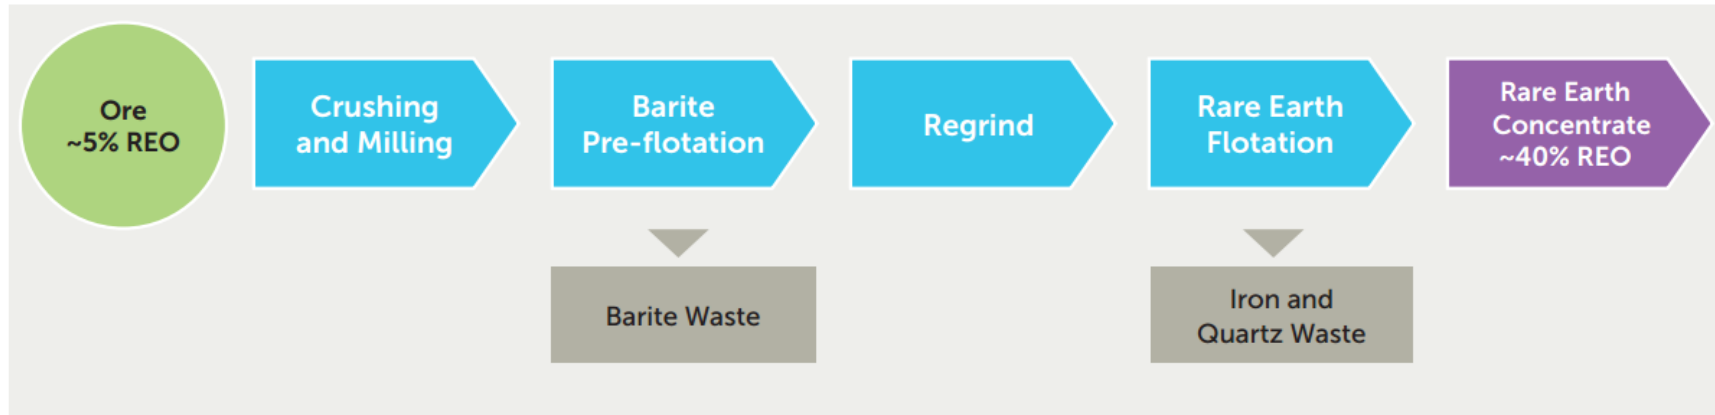 Ore
~5% REO
Crushing
and Milling
Barite
Pre-flotation
Regrind
Rare Earth
Flotation
Rare Earth
Concentrate
~40% REO
Barite Waste
Iron and
Quartz Waste